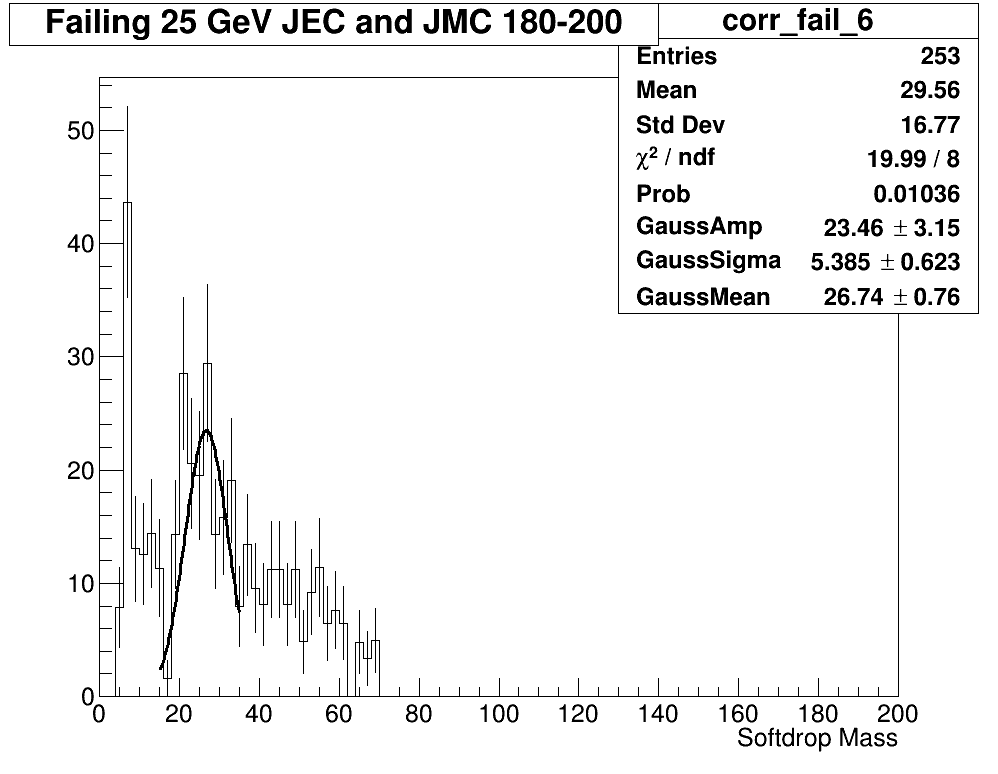 Failing 25 GeV JEC and JMC 180-200
corr_fail_6
Entries 253
Mean 29.56
Std Dev 16.77
χ² / ndf 19.99 / 8
Prob 0.01036
GaussAmp 23.46 ± 3.15
GaussSigma 5.385 ± 0.623
GaussMean 26.74 ± 0.76
50
40
30
20
10
0
0 20 40 60 80 100 120 140 160 180 200
Softdrop Mass